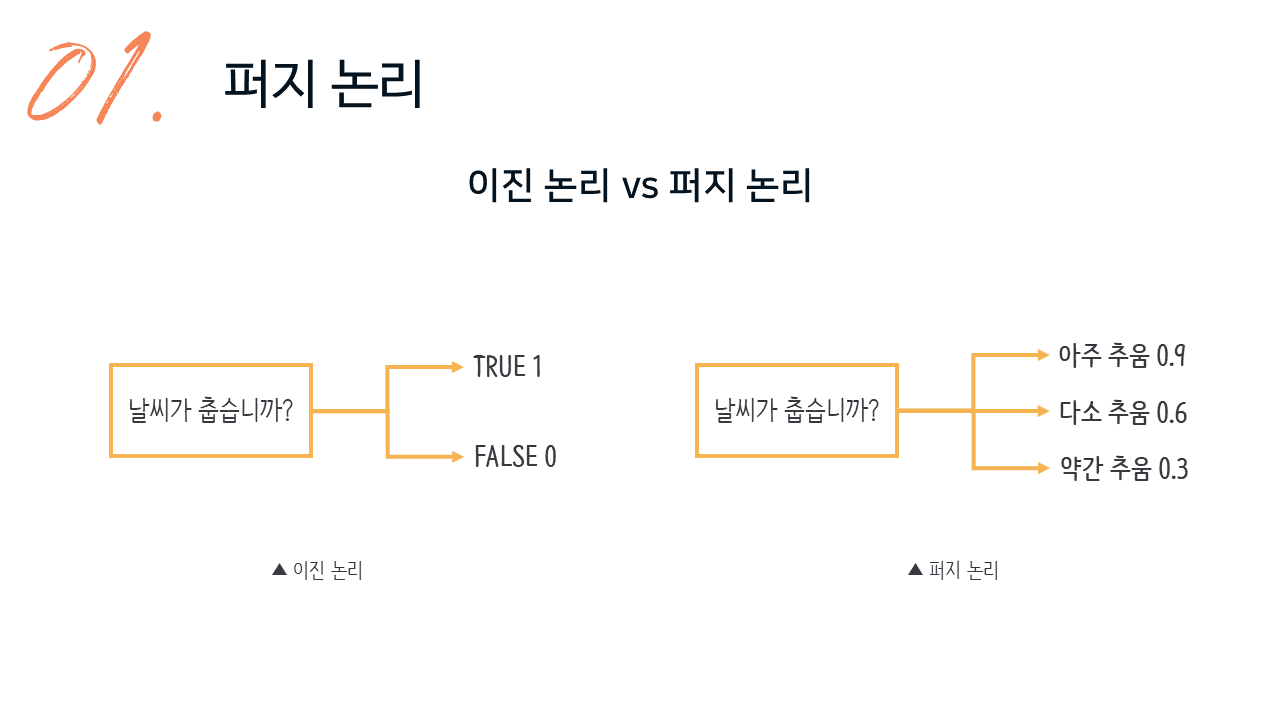 01.
퍼지 논리
이진 논리 vs 퍼지 논리
날씨가 춥습니까?
TRUE 1
FALSE 0
▲ 이진 논리
날씨가 춥습니까?
아주 추움 0.9
다소 추움 0.6
약간 추움 0.3
▲ 퍼지 논리